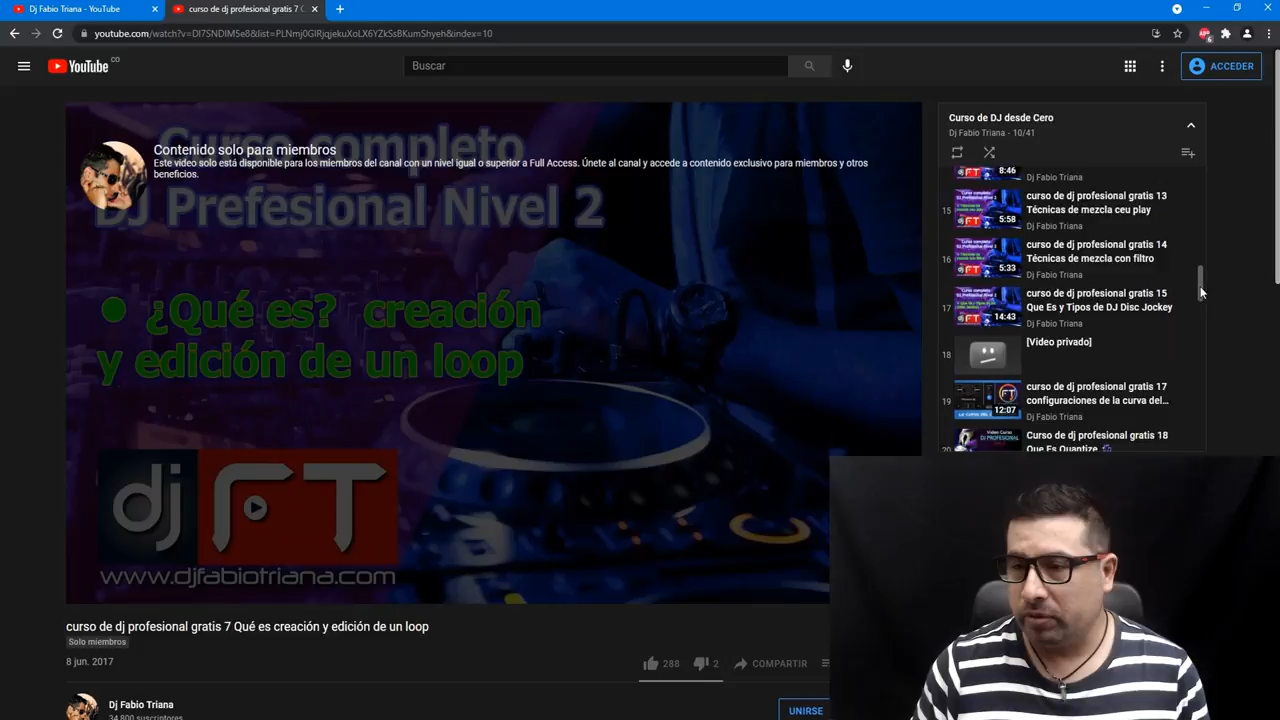 Dj Fabio Triana - YouTube
curso de dj profesional gratis 7 (
youtube.com/watch?v=DI7SNDIM5e8&list=PLNmj0GIRjqjekuXoLX6YZkSsBKumShyeh&index=10
YouTube CO
Buscar
ACCEDER
Contenido solo para miembros
Este video solo está disponible para los miembros del canal con un nivel igual o superior a Full Access. Únete al canal y accede a contenido exclusivo para miembros y otros
beneficios.
Curso completo
DJ Prefisional Nivel 2
• ¿Qué es? creación
y edición de un loop
dj FT
www.djfabiotriana.com
Curso de DJ desde Cero
Dj Fabio Triana - 10/41
8:46
Dj Fabio Triana
15
5:58
curso de dj profesional gratis 13
Técnicas de mezcla ceu play
Dj Fabio Triana
16
5:33
curso de dj profesional gratis 14
Técnicas de mezcla con filtro
Dj Fabio Triana
17
14:43
curso de dj profesional gratis 15
Que Es y Tipos de DJ Disc Jockey
Dj Fabio Triana
18
[Video privado]
19
12:07
curso de dj profesional gratis 17
configuraciones de la curva del...
Dj Fabio Triana
20
Curso de dj profesional gratis 18
Que Es Quantize
curso de dj profesional gratis 7 Qué es creación y edición de un loop
Solo miembros
8 jun. 2017
288
2
COMPARTIR
Dj Fabio Triana
34.800 suscriptores
UNIRSE